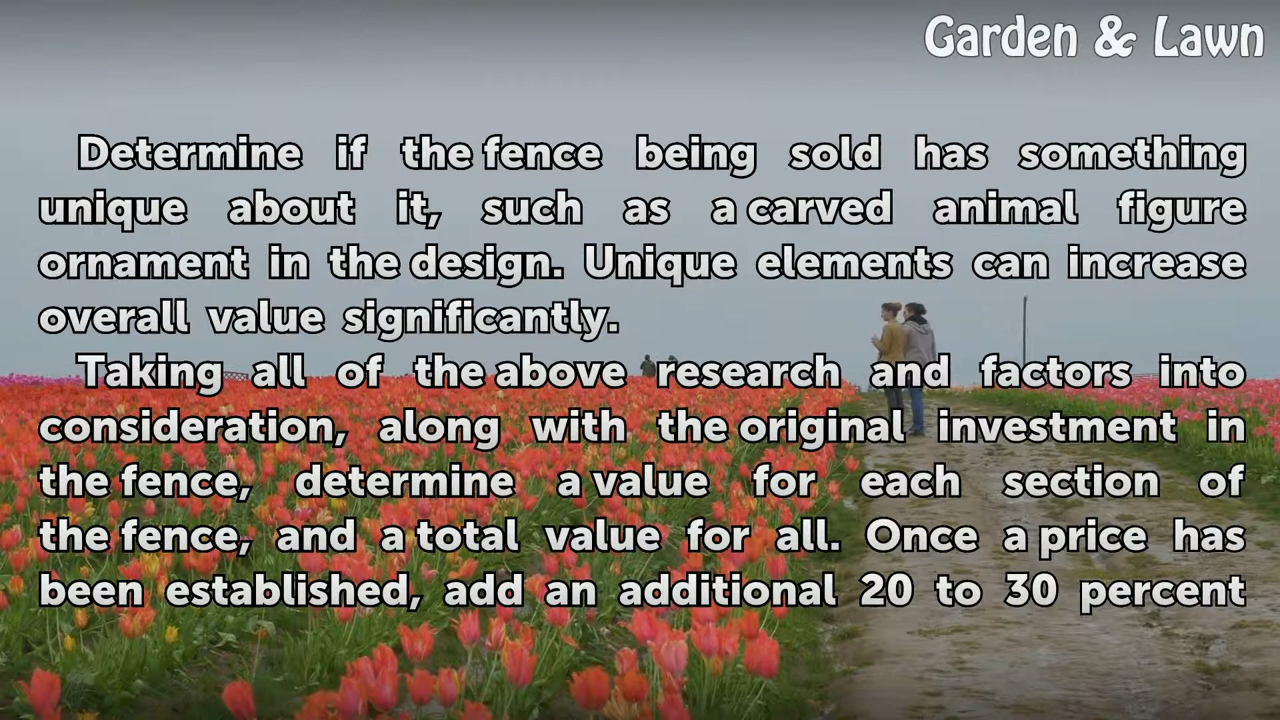 Garden & Lawn
Determine if the fence being sold has something
unique about it, such as a carved animal figure
ornament in the design. Unique elements can increase
overall value significantly.
Taking all of the above research and factors into
consideration, along with the original investment in
the fence, determine a value for each section of
the fence, and a total value for all. Once a price has
been established, add an additional 20 to 30 percent